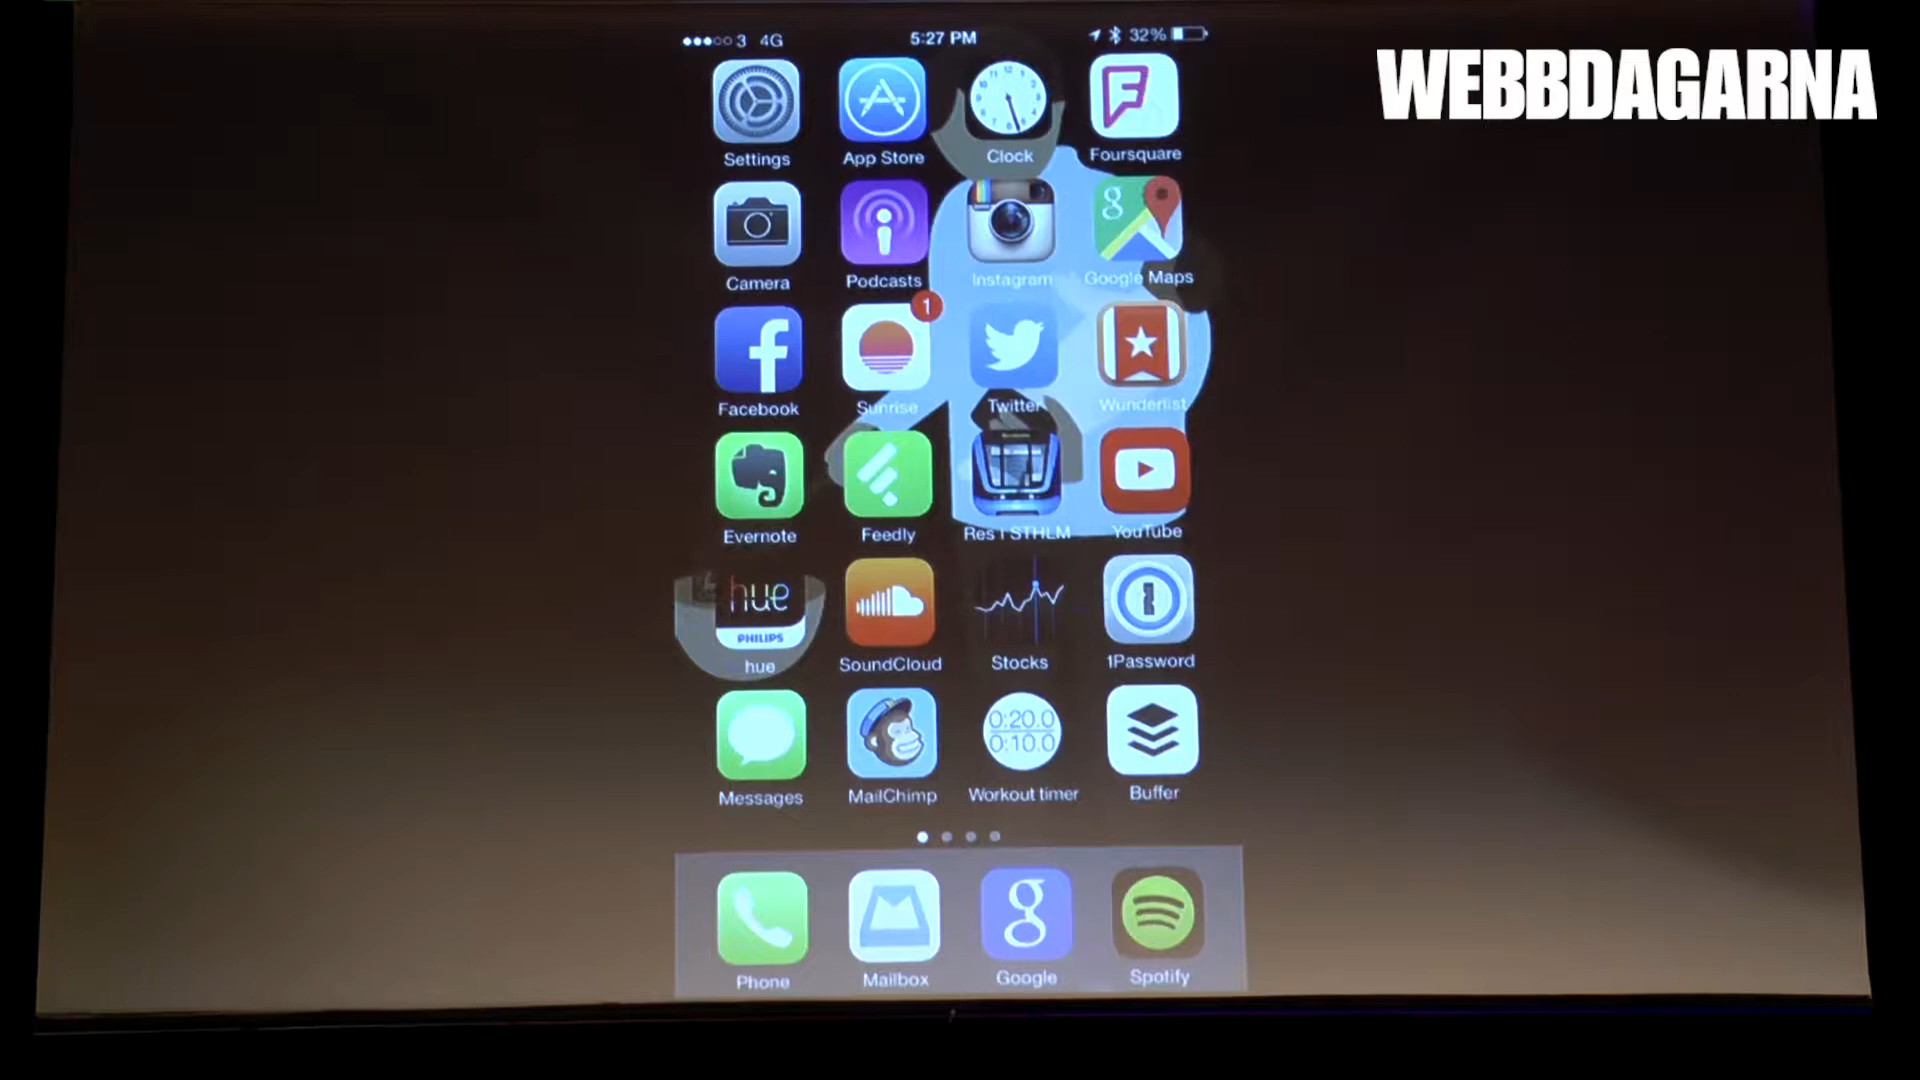 3 4G 5:27 PM 32%
WEBBDAGARNA
Settings App Store Clock Foursquare
g
Camera Podcasts Instagram Google Maps
f 1
Facebook Sunrise Twitter Wunderlist
Evernote Feedly Res i STHLM YouTube
hue
PHILIPS
hue SoundCloud Stocks 1Password
0:20.0
0:10.0
Messages MailChimp Workout timer Buffer
g
Phone Mailbox Google Spotify